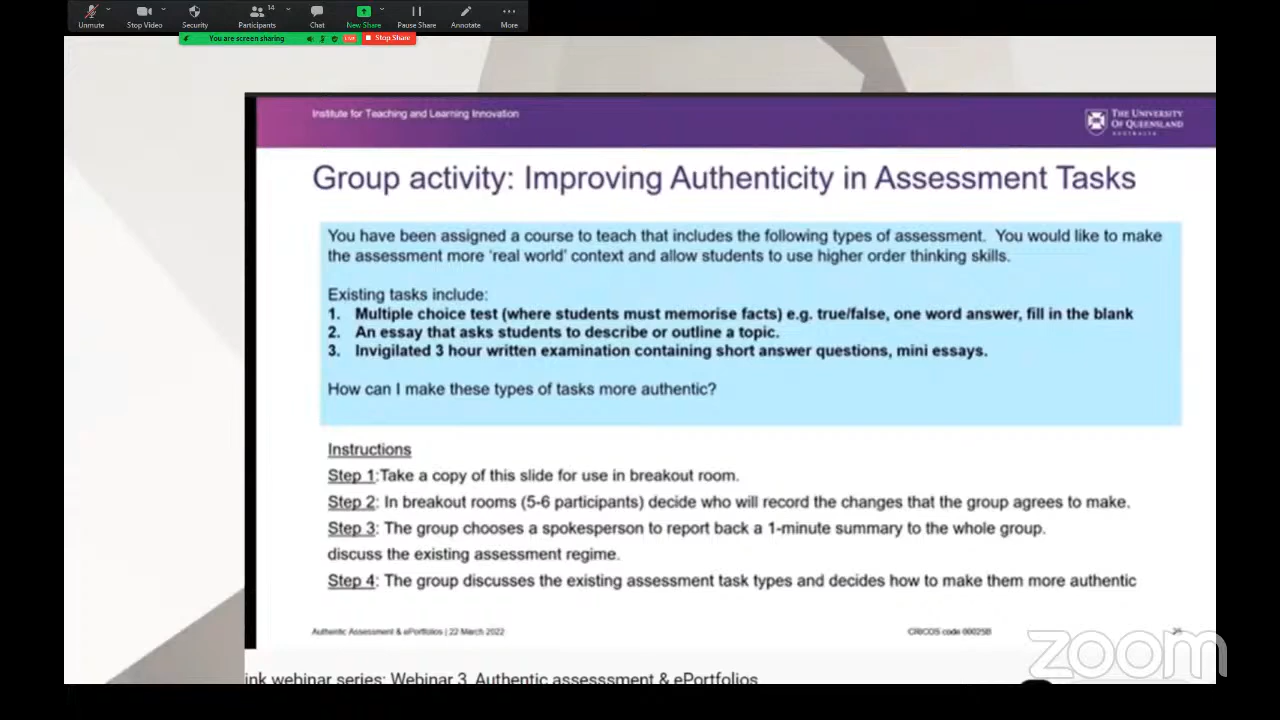 Unmute
Stop Video
Security
Participants
14
Chat
New Share
Pause Share
Annotate
More
You are screen sharing
LIVE
Stop Share
Institute for Teaching and Learning Innovation
THE UNIVERSITY
OF QUEENSLAND
AUSTRALIA
Group activity: Improving Authenticity in Assessment Tasks
You have been assigned a course to teach that includes the following types of assessment. You would like to make
the assessment more 'real world' context and allow students to use higher order thinking skills.
Existing tasks include:
1. Multiple choice test (where students must memorise facts) e.g. true/false, one word answer, fill in the blank
2. An essay that asks students to describe or outline a topic.
3. Invigilated 3 hour written examination containing short answer questions, mini essays.
How can I make these types of tasks more authentic?
Instructions
Step 1:Take a copy of this slide for use in breakout room.
Step 2: In breakout rooms (5-6 participants) decide who will record the changes that the group agrees to make.
Step 3: The group chooses a spokesperson to report back a 1-minute summary to the whole group.
discuss the existing assessment regime.
Step 4: The group discusses the existing assessment task types and decides how to make them more authentic
Authentic Assessment & ePortfolios | 22 March 2022
CRICOS code 00025B
zoom
ink webinar series: Webinar 3. Authentic assesssment & ePortfolios